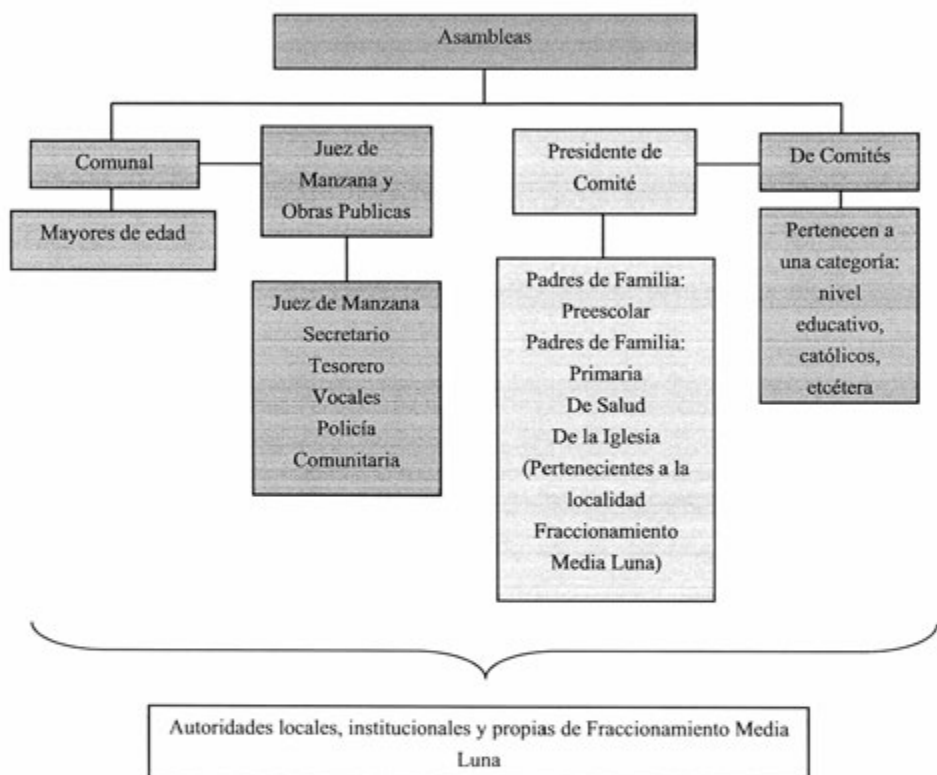 Asambleas
Comunal
Mayores de edad
Juez de
Manzana y
Obras Publicas
Juez de Manzana
Secretario
Tesorero
Vocales
Policía
Comunitaria
Presidente de
Comité
Padres de Familia:
Preescolar
Padres de Familia:
Primaria
De Salud
De la Iglesia
(Pertenecientes a la
localidad
Fraccionamiento
Media Luna)
De Comités
Pertenecen a
una categoría:
nivel
educativo,
católicos,
etcétera
Autoridades locales, institucionales y propias de Fraccionamiento Media
Luna